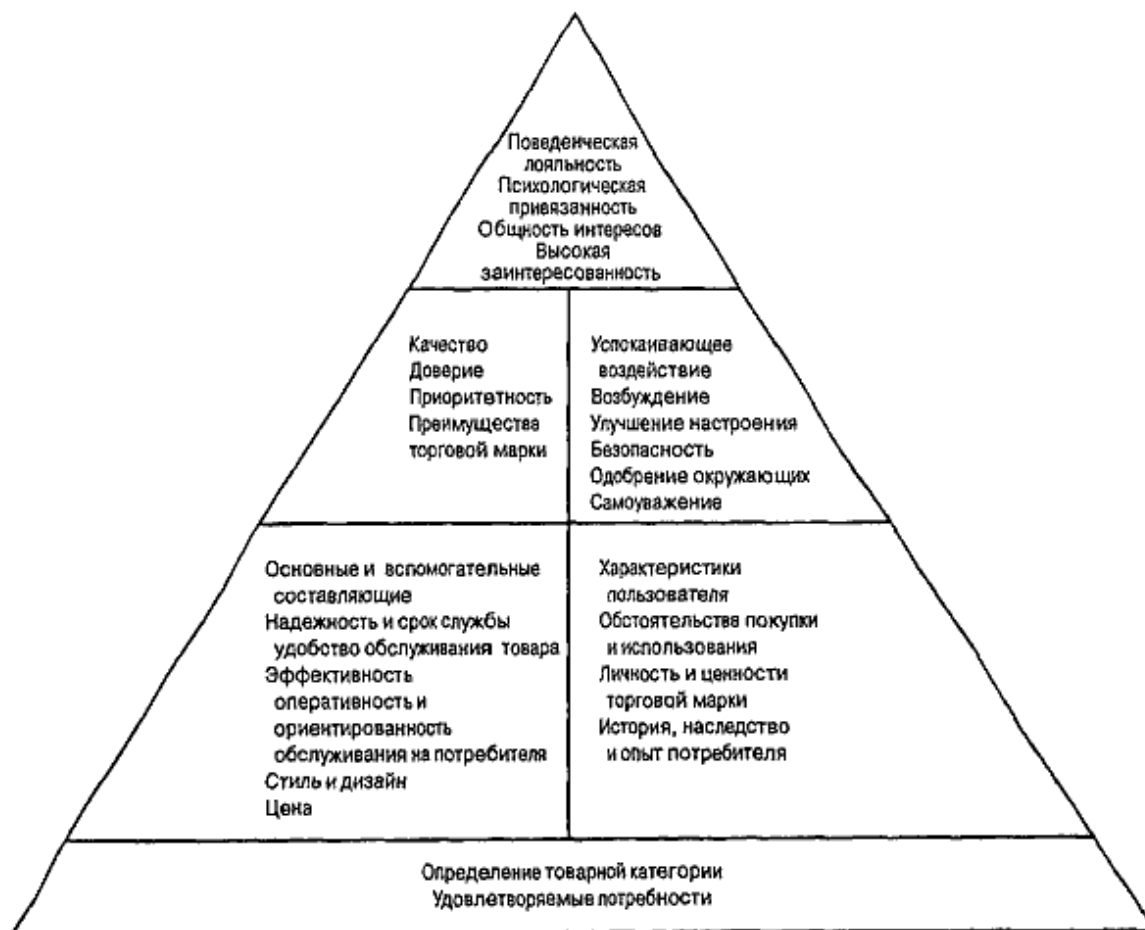 Поведенческая
лояльность
Психологическая
привязанность
Общность интересов
Высокая
заинтересованность
Качество
Доверие
Приоритетность
Преимущества
торговой марки
Успокаивающее
воздействие
Возбуждение
Улучшение настроения
Безопасность
Одобрение окружающих
Самоуважение
Основные и вспомогательные
составляющие
Надежность и срок службы
удобство обслуживания товара
Эффективность
оперативность и
ориентированность
обслуживания на потребителя
Стиль и дизайн
Цена
Характеристики
пользователя
Обстоятельства покупки
и использования
Личность и ценности
торговой марки
История, наследство
и опыт потребителя
Определение товарной категории
Удовлетворяемые потребности